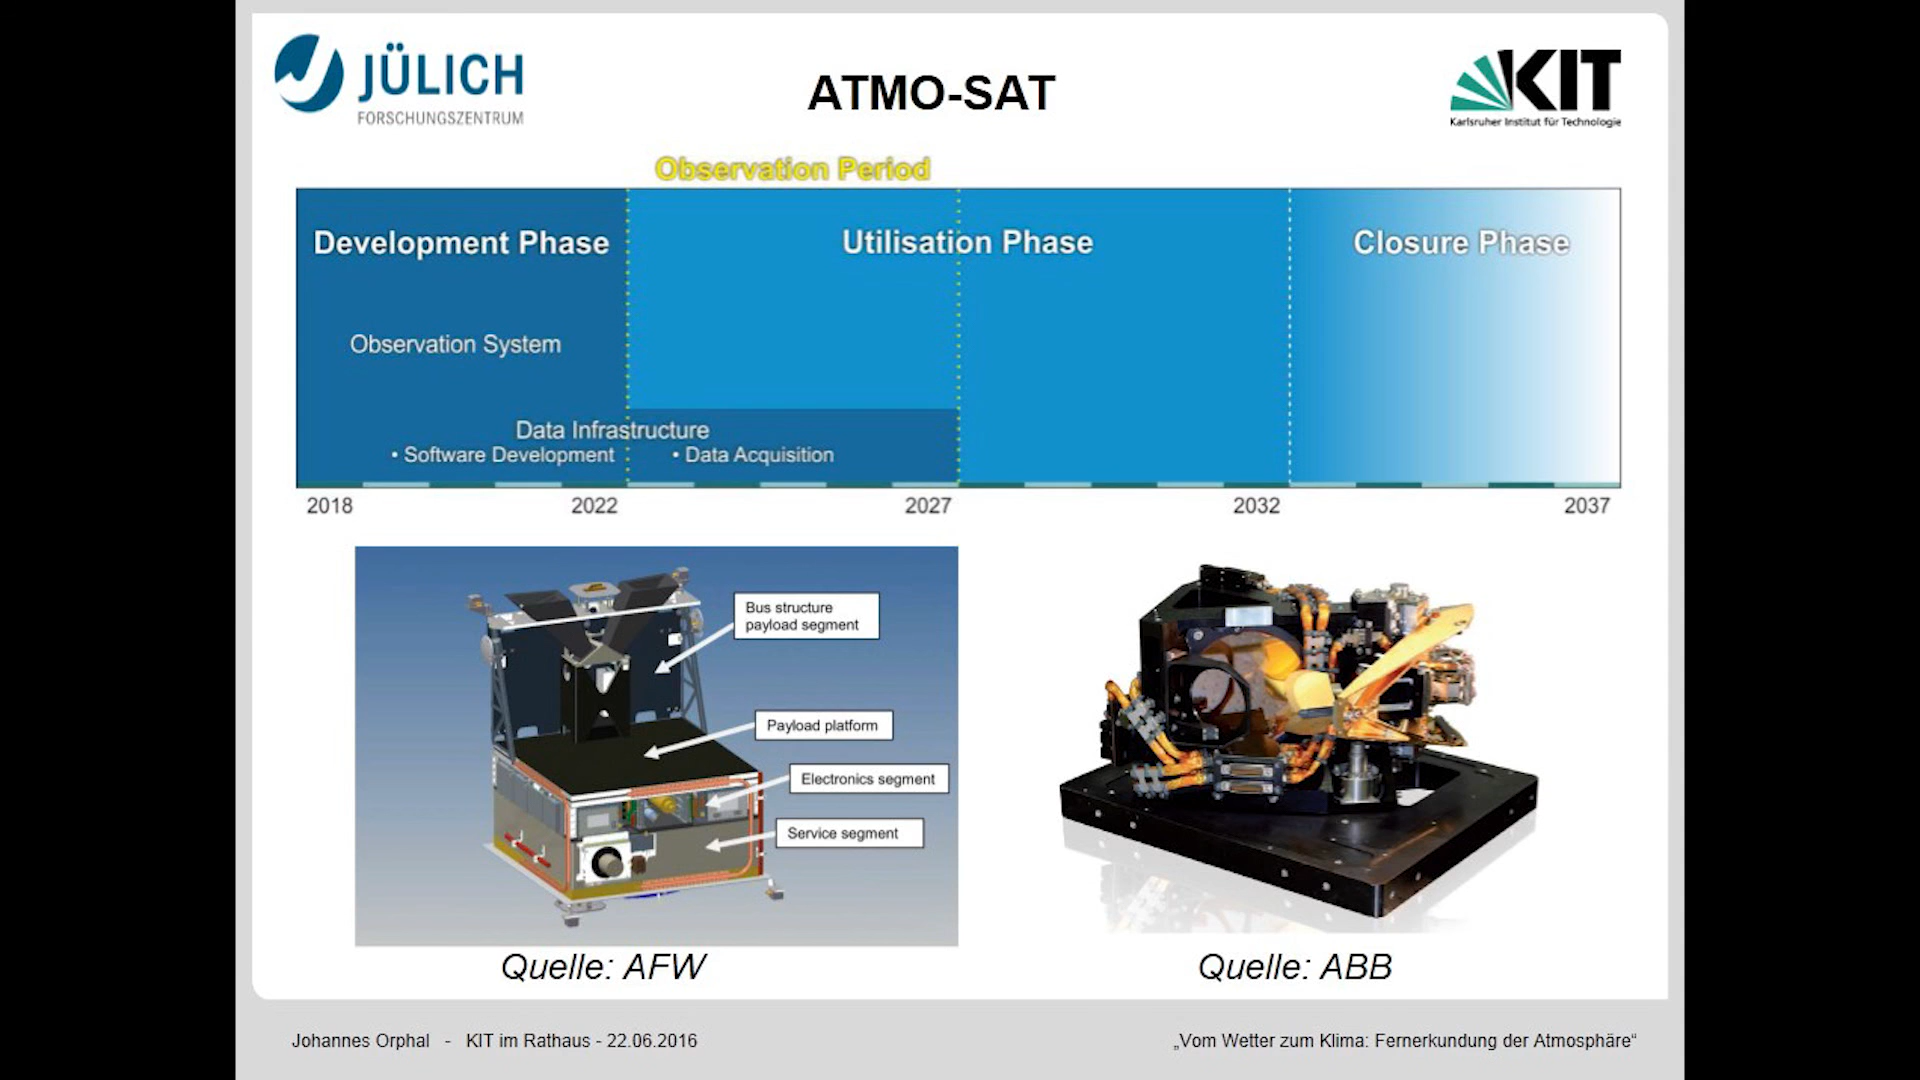 JÜLICH
FORSCHUNGSZENTRUM
ATMO-SAT
KIT
Karlsruher Institut für Technologie
Observation Period
Development Phase
Utilisation Phase
Closure Phase
Observation System
Data Infrastructure
• Software Development
• Data Acquisition
2018
2022
2027
2032
2037
Bus structure
payload segment
Payload platform
Electronics segment
Service segment
Quelle: AFW
Quelle: ABB
Johannes Orphal - KIT im Rathaus - 22.06.2016
„Vom Wetter zum Klima: Fernerkundung der Atmosphäre“